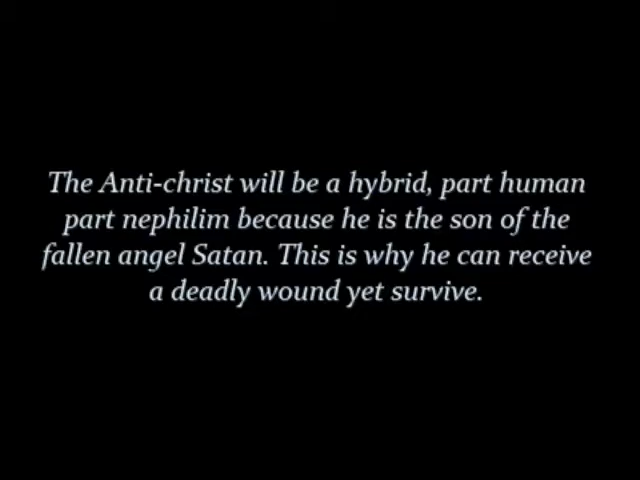 The Anti-christ will be a hybrid, part human
part nephilim because he is the son of the
fallen angel Satan. This is why he can receive
a deadly wound yet survive.